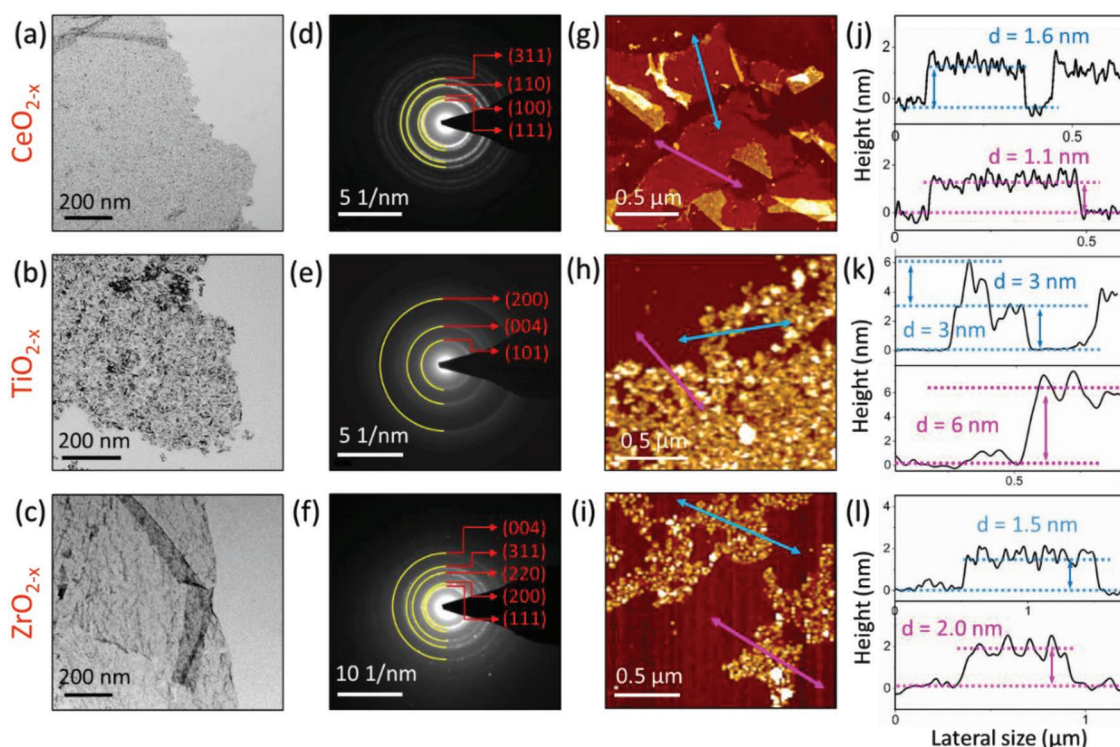 (a)
(d)
(g)
(j)
CeO2-x
200 nm
(311)
(110)
(100)
(111)
5 1/nm
0.5 µm
Height (nm)
2
0
d = 1.6 nm
0
0.5
2
0
d = 1.1 nm
0
0.5
(b)
(e)
(h)
(k)
TiO2-x
200 nm
(200)
(004)
(101)
5 1/nm
0.5 µm
Height (nm)
6
4
2
0
d = 3 nm
d = 3 nm
6
4
2
0
d = 6 nm
0.5
(c)
(f)
(i)
(l)
ZrO2-x
200 nm
(004)
(311)
(220)
(200)
(111)
10 1/nm
0.5 µm
Height (nm)
2
0
d = 1.5 nm
1
2
0
d = 2.0 nm
0
1
Lateral size (µm)